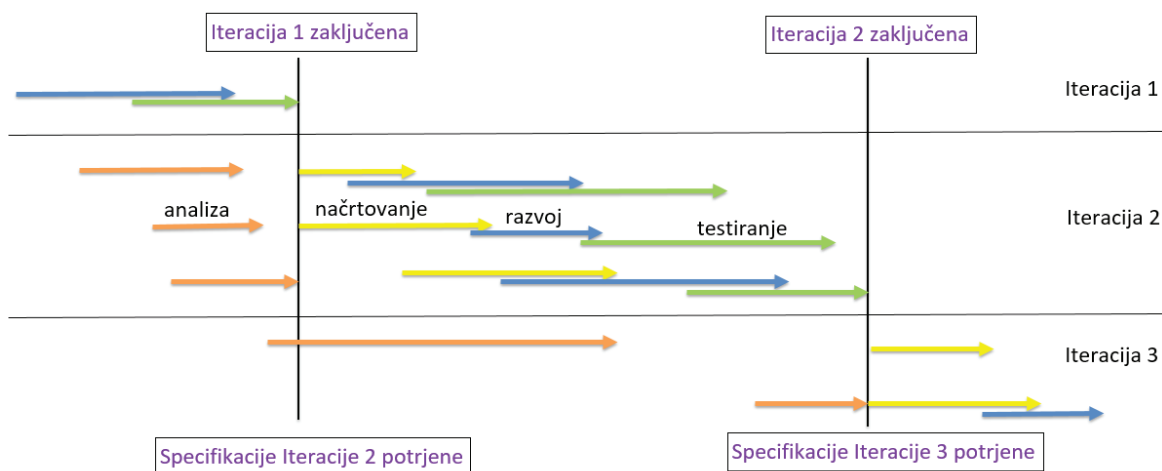 Iteracija 1 zaključena
Iteracija 2 zaključena
Iteracija 1
analiza
načrtovanje
razvoj
testiranje
Iteracija 2
Iteracija 3
Specifikacije Iteracije 2 potrjene
Specifikacije Iteracije 3 potrjene